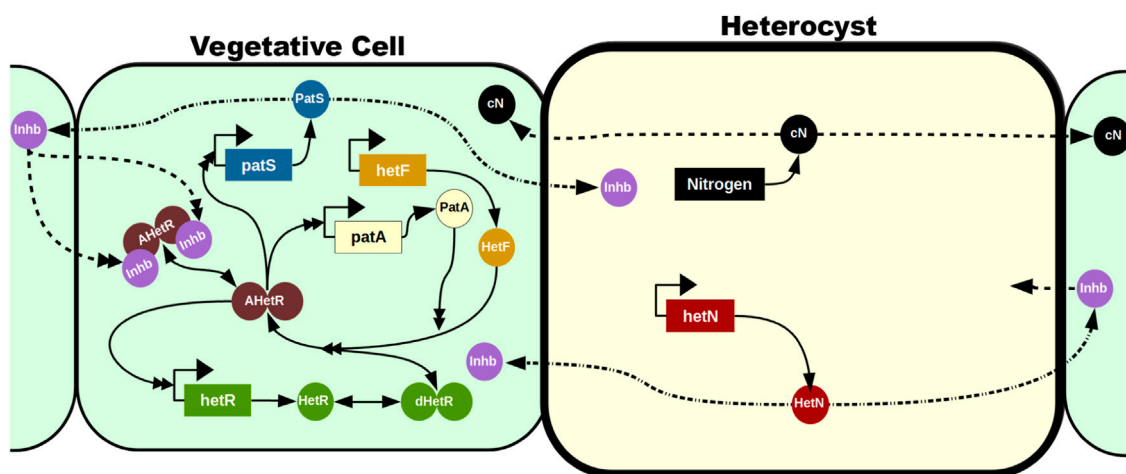 Vegetative Cell
Heterocyst
PatS
cN
Inhb
cN
cN
patS
hetF
Nitrogen
Inhb
PatA
AHetR
Inhb
Inhb
patA
HetF
AHetR
Inhb
hetN
Inhb
hetR
HetR
dHetR
HetN